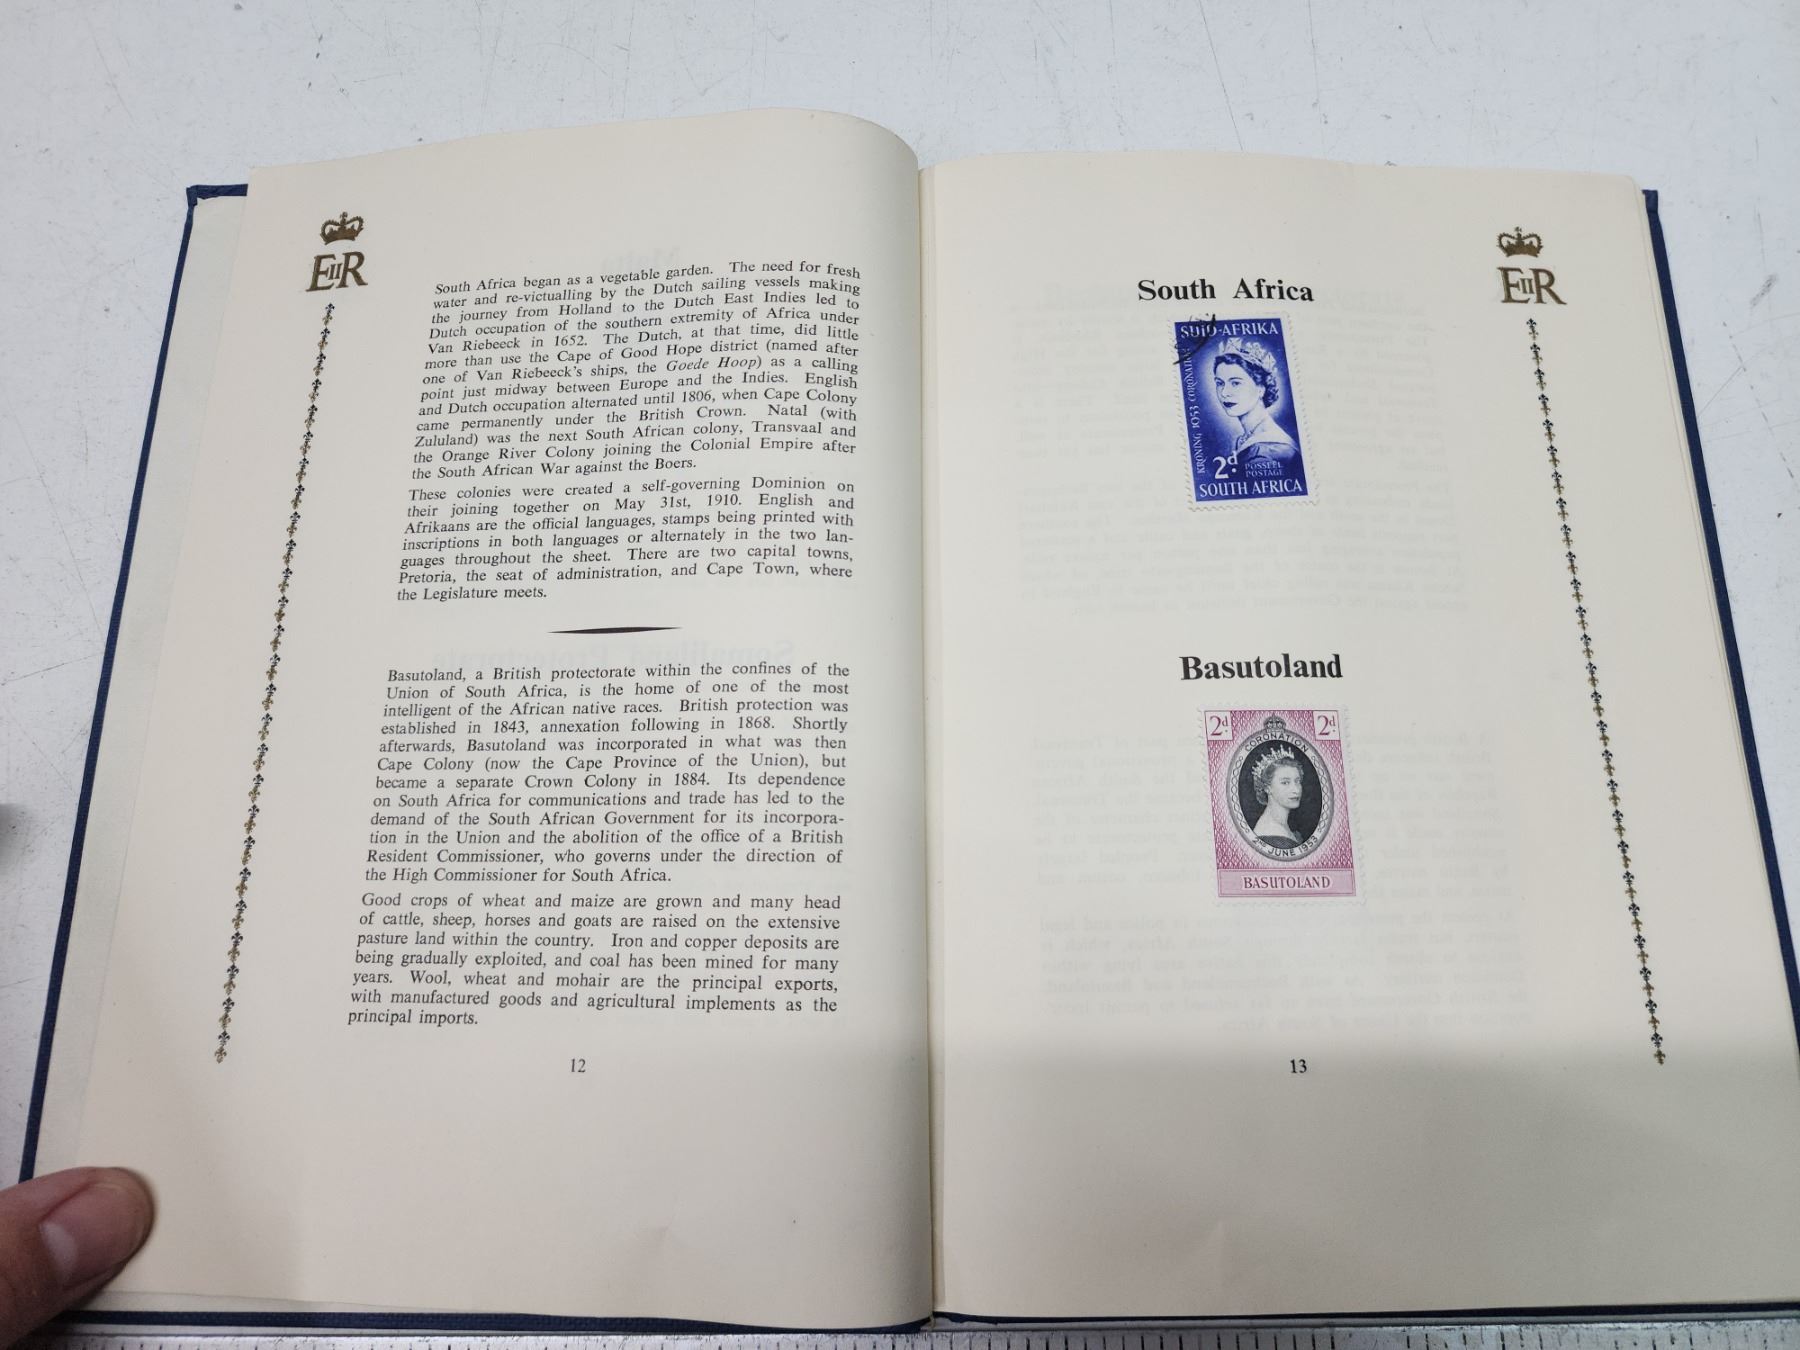 EIIR
South Africa began as a vegetable garden. The need for fresh
water and re-victualling by the Dutch sailing vessels making
the journey from Holland to the Dutch East Indies led to
Dutch occupation of the southern extremity of Africa under
Van Riebeeck in 1652. The Dutch, at that time, did little
more than use the Cape of Good Hope district (named after
one of Van Riebeeck's ships, the Goede Hoop) as a calling
point just midway between Europe and the Indies. English
and Dutch occupation alternated until 1806, when Cape Colony
came permanently under the British Crown. Natal (with
Zululand) was the next South African colony, Transvaal and
the Orange River Colony joining the Colonial Empire after
the South African War against the Boers.
These colonies were created a self-governing Dominion on
their joining together on May 31st, 1910. English and
Afrikaans are the official languages, stamps being printed with
inscriptions in both languages or alternately in the two lan-
guages throughout the sheet. There are two capital towns,
Pretoria, the seat of administration, and Cape Town, where
the Legislature meets.
Basutoland, a British protectorate within the confines of the
Union of South Africa, is the home of one of the most
intelligent of the African native races. British protection was
established in 1843, annexation following in 1868. Shortly
afterwards, Basutoland was incorporated in what was then
Cape Colony (now the Cape Province of the Union), but
became a separate Crown Colony in 1884. Its dependence
on South Africa for communications and trade has led to the
demand of the South African Government for its incorpora-
tion in the Union and the abolition of the office of a British
Resident Commissioner, who governs under the direction of
the High Commissioner for South Africa.
Good crops of wheat and maize are grown and many head
of cattle, sheep, horses and goats are raised on the extensive
pasture land within the country. Iron and copper deposits are
being gradually exploited, and coal has been mined for many
years. Wool, wheat and mohair are the principal exports,
with manufactured goods and agricultural implements as the
principal imports.
12
EIIR
South Africa
SUID-AFRIKA
KRONING 1953 CORONATION
2d.
POSSEËL
POSTAGE
SOUTH AFRICA
Basutoland
2d. 2d.
CORONATION
2ND JUNE 1953
BASUTOLAND
13